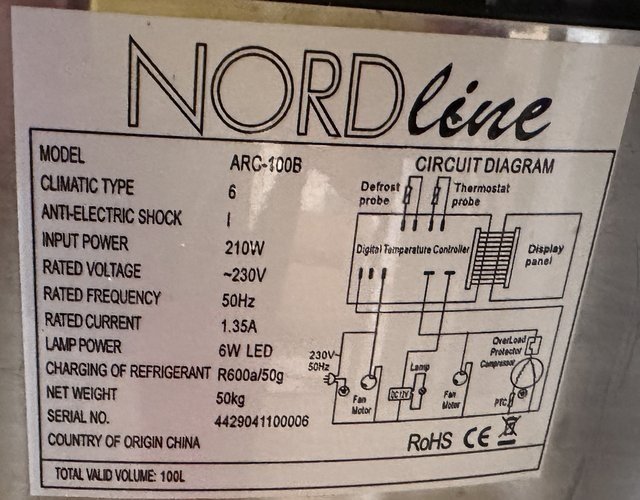 NORDline
MODEL ARC-100B
CLIMATIC TYPE 6
ANTI-ELECTRIC SHOCK I
INPUT POWER 210W
RATED VOLTAGE ~230V
RATED FREQUENCY 50Hz
RATED CURRENT 1.35A
LAMP POWER 6W LED
CHARGING OF REFRIGERANT R600a/50g
NET WEIGHT 50kg
SERIAL NO. 4429041100006
COUNTRY OF ORIGIN CHINA
TOTAL VALID VOLUME: 100L
CIRCUIT DIAGRAM
Defrost probe
Thermostat probe
Digital Temperature Controller
Display panel
230V
50Hz
Fan Motor
Lamp
DC12V
Fan Motor
OverLoad Protector
Compressor
PTC
RoHS CE